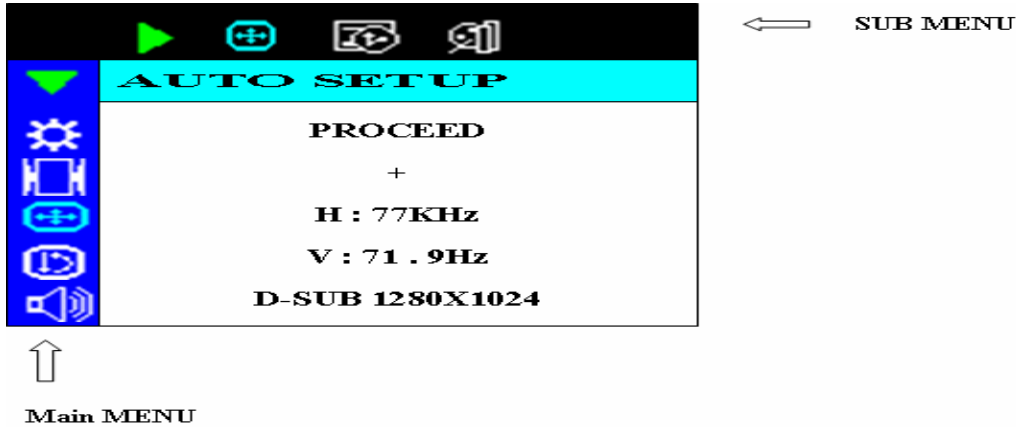 SUB MENU
AUTO SETUP
PROCEED
+
H : 77KHz
V : 71 . 9Hz
D-SUB 1280X1024
Main MENU